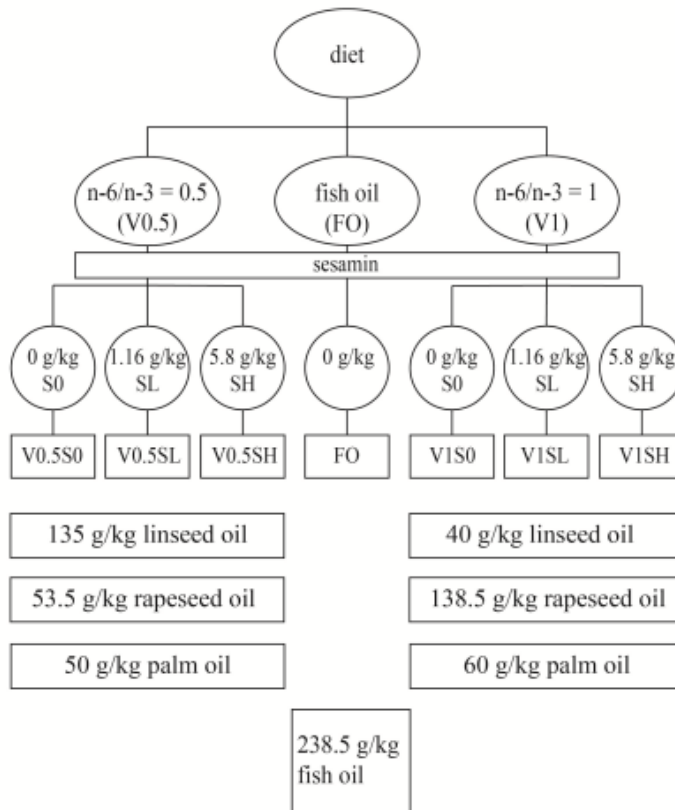 diet
n-6/n-3 = 0.5
(V0.5)
fish oil
(FO)
n-6/n-3 = 1
(V1)
sesamin
0 g/kg
S0
1.16 g/kg
SL
5.8 g/kg
SH
0 g/kg
0 g/kg
S0
1.16 g/kg
SL
5.8 g/kg
SH
V0.5S0
V0.5SL
V0.5SH
FO
V1S0
V1SL
V1SH
135 g/kg linseed oil
40 g/kg linseed oil
53.5 g/kg rapeseed oil
138.5 g/kg rapeseed oil
50 g/kg palm oil
60 g/kg palm oil
238.5 g/kg
fish oil